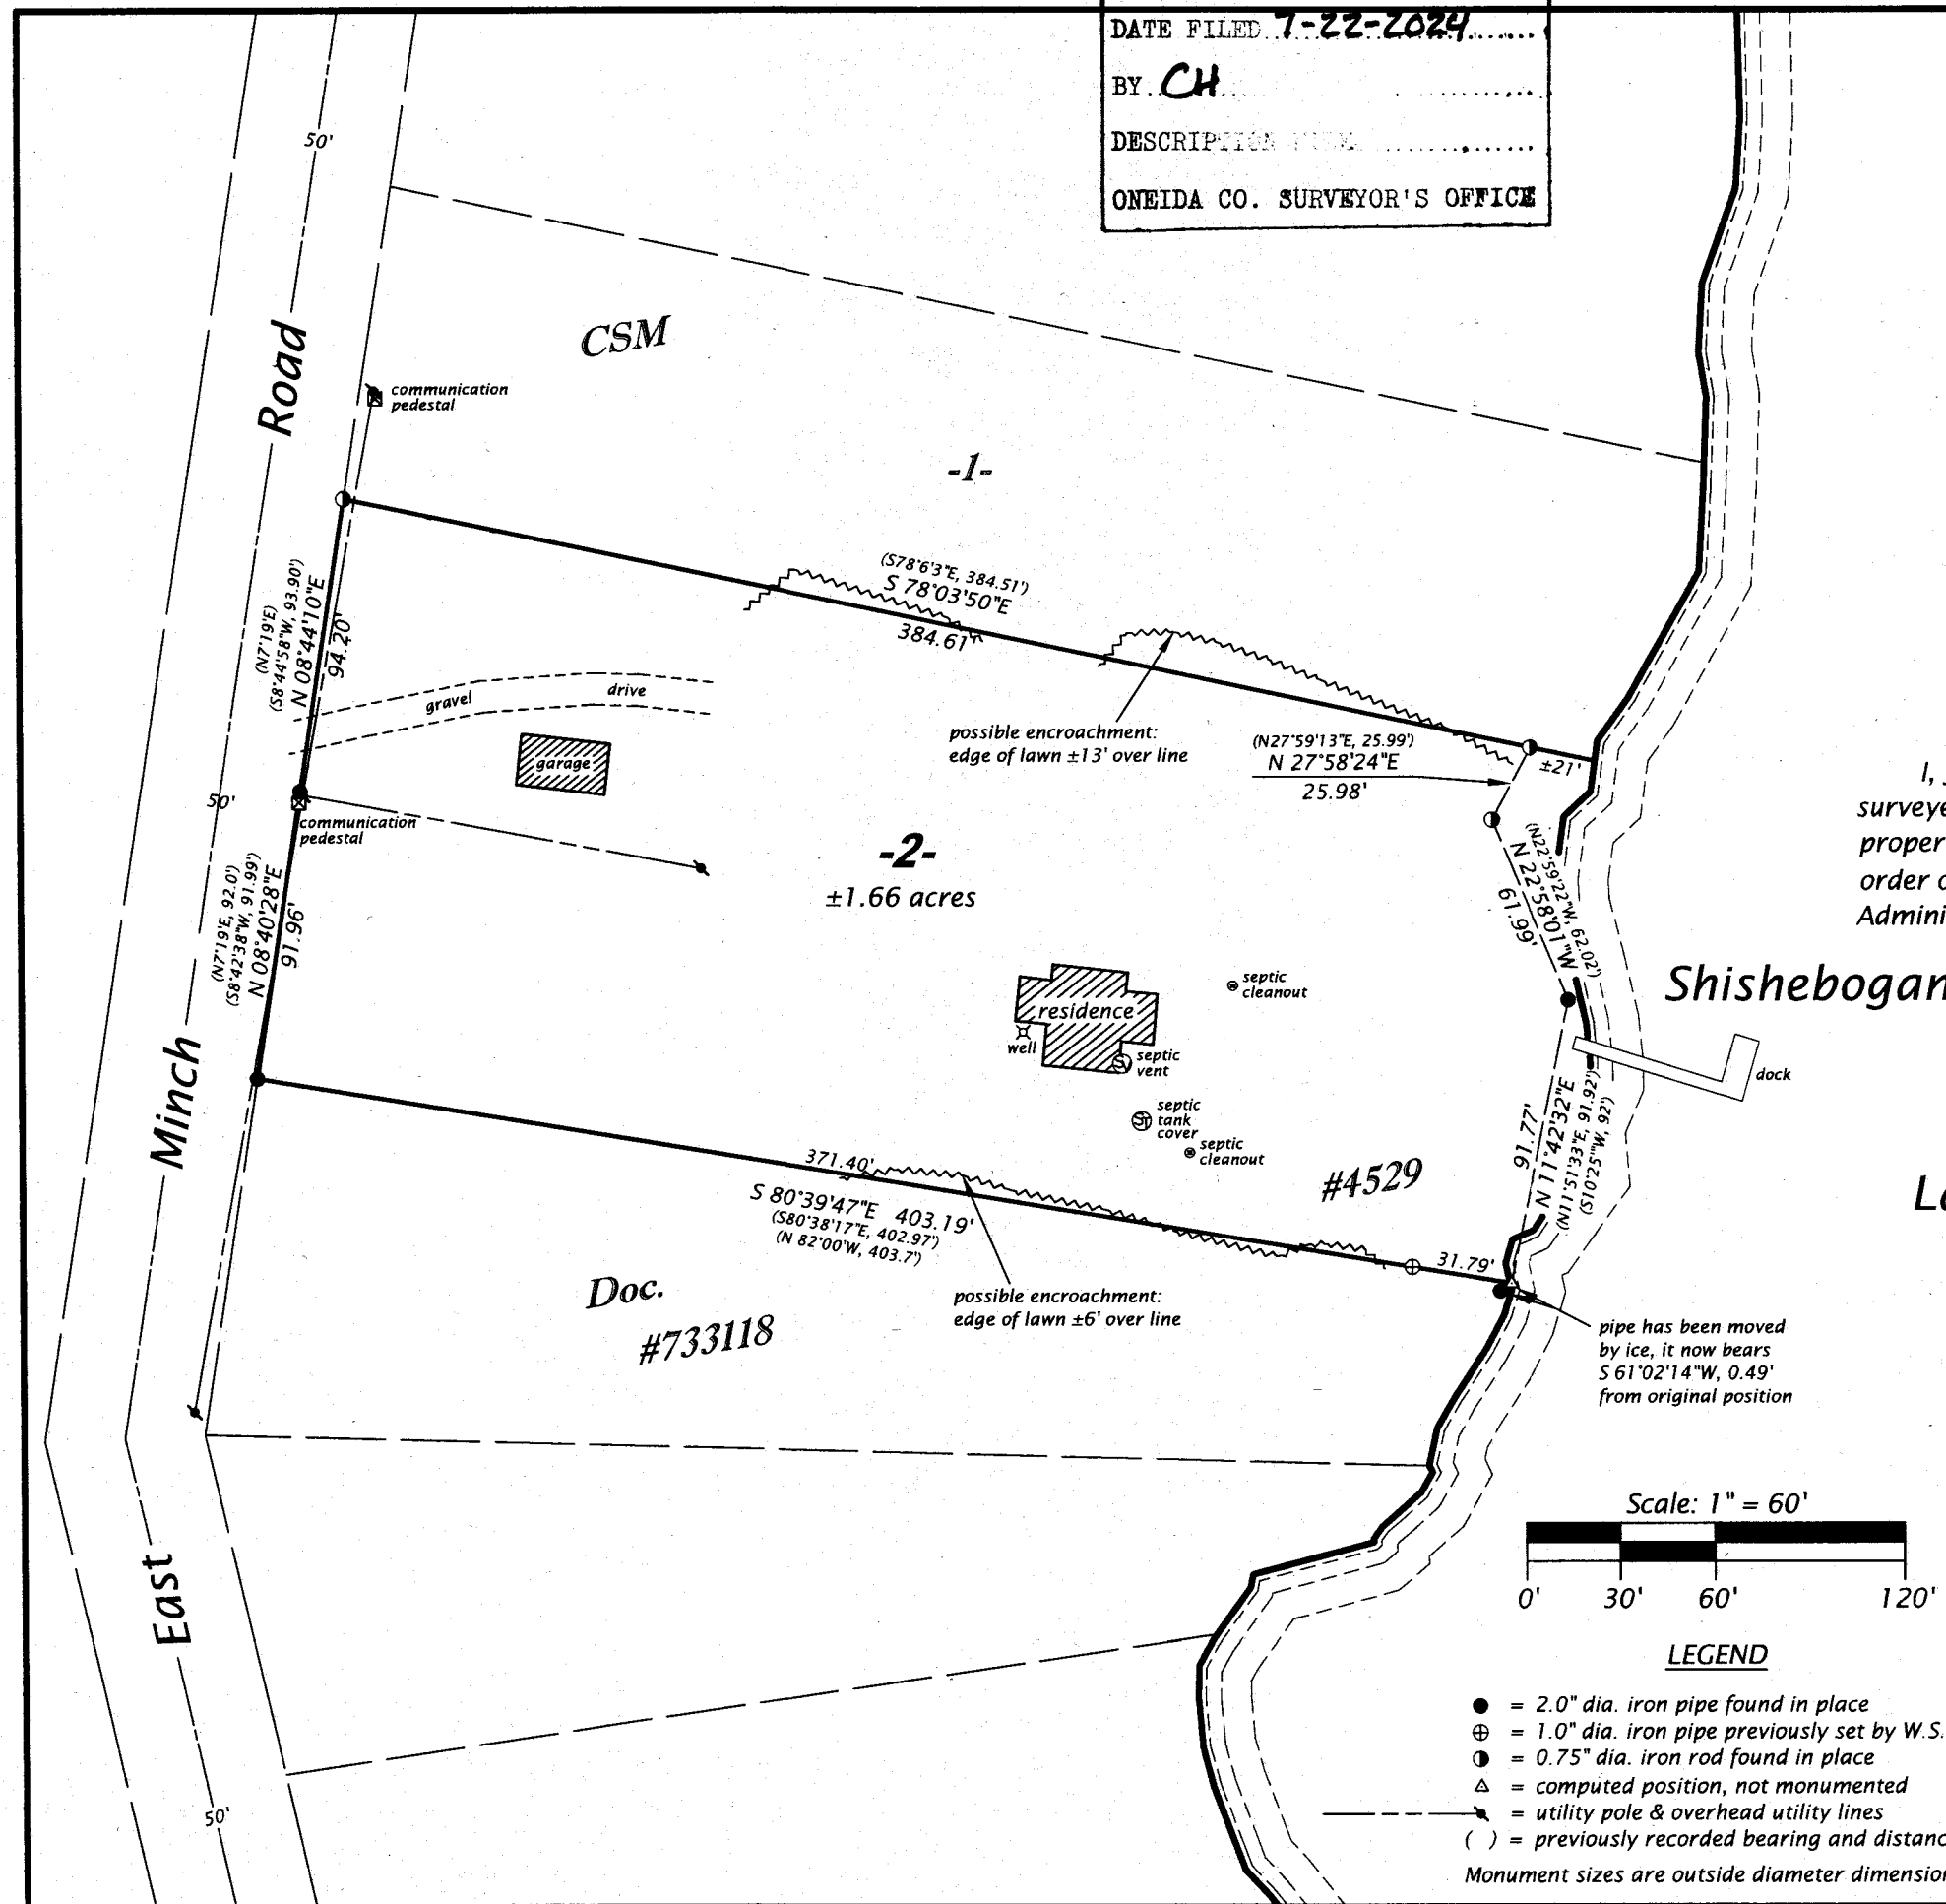 DATE FILED 7-22-2024
BY CH
ONEIDA CO. SURVEYOR'S OFFICE
50'
Road
CSM
communication
pedestal
-1-
(N7°19'E)
(S8°44'58"W, 93.90')
N 08°44'10"E
94.20'
(S78°6'3"E, 384.51')
S 78°03'50"E
384.61'
gravel
drive
garage
possible encroachment:
edge of lawn ±13' over line
(N27°59'13"E, 25.99')
N 27°58'24"E
25.98'
±21'
50'
communication
pedestal
-2-
±1.66 acres
(N22°59'22"W, 62.02')
N 22°58'01"W
61.99'
I,
surveye
proper
order o
Admini
(N7°19'E, 92.0')
(S8°42'38"W, 91.99')
N 08°40'28"E
91.96'
Shishebogan
septic
cleanout
residence
well
septic
vent
dock
septic
tank
cover
septic
cleanout
91.77'
N 11°42'32"E
(N11°51'33"E, 91.92')
(S10°25'"W, 92')
Minch
#4529
L
371.40'
S 80°39'47"E 403.19'
(S80°38'17"E, 402.97')
(N 82°00'W, 403.7')
31.79'
Doc.
#733118
possible encroachment:
edge of lawn ±6' over line
pipe has been moved
by ice, it now bears
S 61°02'14"W, 0.49'
from original position
East
50'
Scale: 1" = 60'
0' 30' 60' 120'
LEGEND
= 2.0" dia. iron pipe found in place
= 1.0" dia. iron pipe previously set by W.S.
= 0.75" dia. iron rod found in place
= computed position, not monumented
= utility pole & overhead utility lines
( ) = previously recorded bearing and distanc
Monument sizes are outside diameter dimension